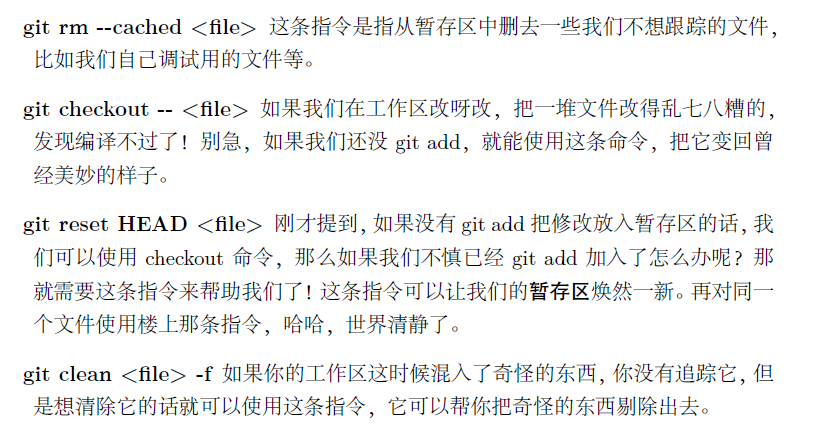 git rm --cached <file> 这条指令是指从暂存区中删去一些我们不想跟踪的文件，
比如我们自己调试用的文件等。
git checkout -- <file> 如果我们在工作区改呀改，把一堆文件改得乱七八糟的，
发现编译不过了！别急，如果我们还没 git add，就能使用这条命令，把它变回曾
经美妙的样子。
git reset HEAD <file> 刚才提到，如果没有 git add 把修改放入暂存区的话，我
们可以使用 checkout 命令，那么如果我们不慎已经 git add 加入了怎么办呢？那
就需要这条指令来帮助我们了！这条指令可以让我们的暂存区焕然一新。再对同一
个文件使用楼上那条指令，哈哈，世界清静了。
git clean <file> -f 如果你的工作区这时候混入了奇怪的东西，你没有追踪它，但
是想清除它的话就可以使用这条指令，它可以帮你把奇怪的东西剔除出去。